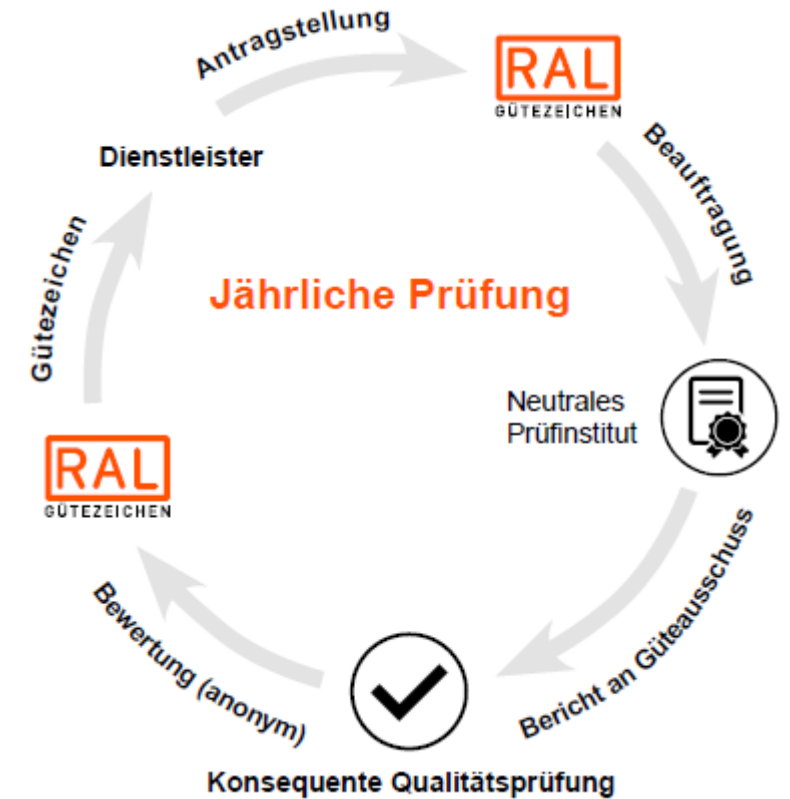 Antragstellung
RAL
GÜTEZEICHEN
Beauftragung
Dienstleister
Gütezeichen
Jährliche Prüfung
Neutrales
Prüfinstitut
RAL
GÜTEZEICHEN
Bericht an Güteausschuss
Bewertung (anonym)
Konsequente Qualitätsprüfung